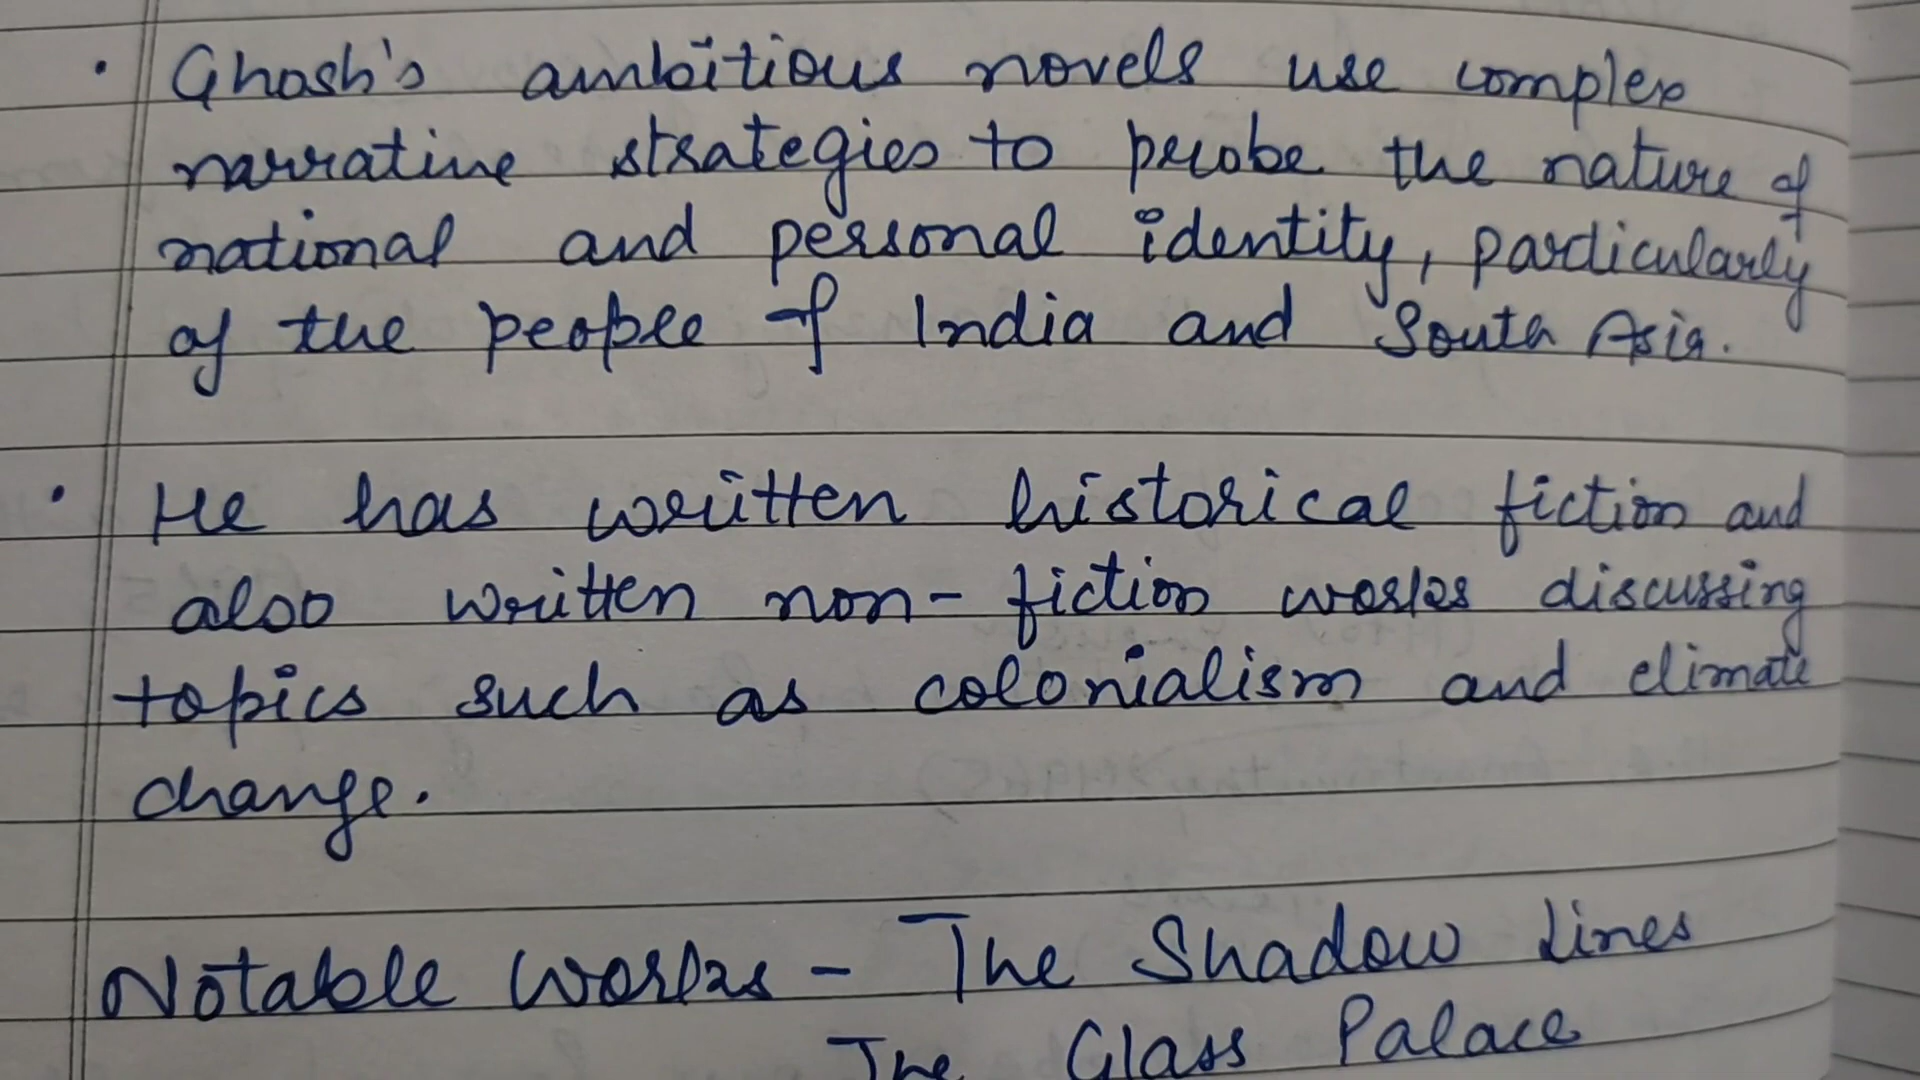 • Ghosh's ambitious novels use complex
narrative strategies to probe the nature of
national and personal identity, particularly
of the people of India and South Asia.
• He has written historical fiction and
also written non-fiction works discussing
topics such as colonialism and climate
change.
Notable Works - The Shadow Lines
The Glass Palace